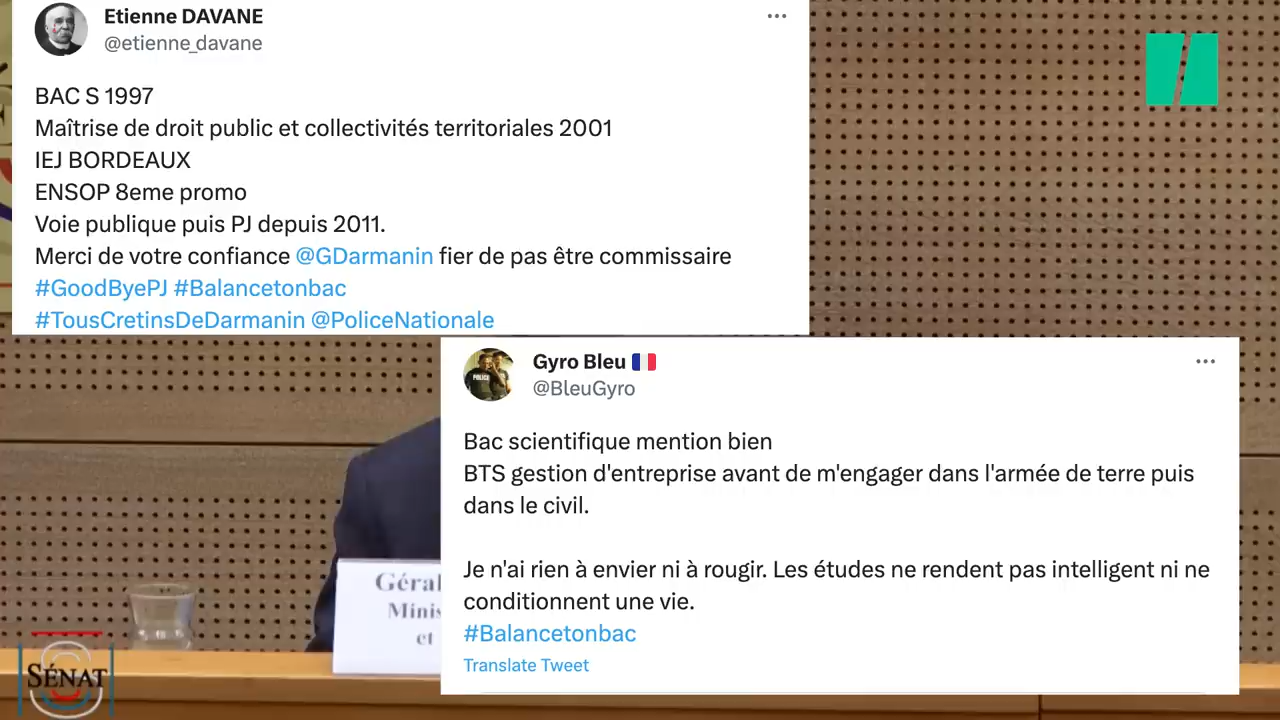 Etienne DAVANE
@etienne_davane
BAC S 1997
Maîtrise de droit public et collectivités territoriales 2001
IEJ BORDEAUX
ENSOP 8eme promo
Voie publique puis PJ depuis 2011.
Merci de votre confiance @GDarmanin fier de pas être commissaire
#GoodByePJ #Balancetonbac
#TousCretinsDeDarmanin @PoliceNationale
Gyro Bleu
@BleuGyro
Bac scientifique mention bien
BTS gestion d'entreprise avant de m'engager dans l'armée de terre puis
dans le civil.
Je n'ai rien à envier ni à rougir. Les études ne rendent pas intelligent ni ne
conditionnent une vie.
#Balancetonbac
Translate Tweet
et
SÉNAT